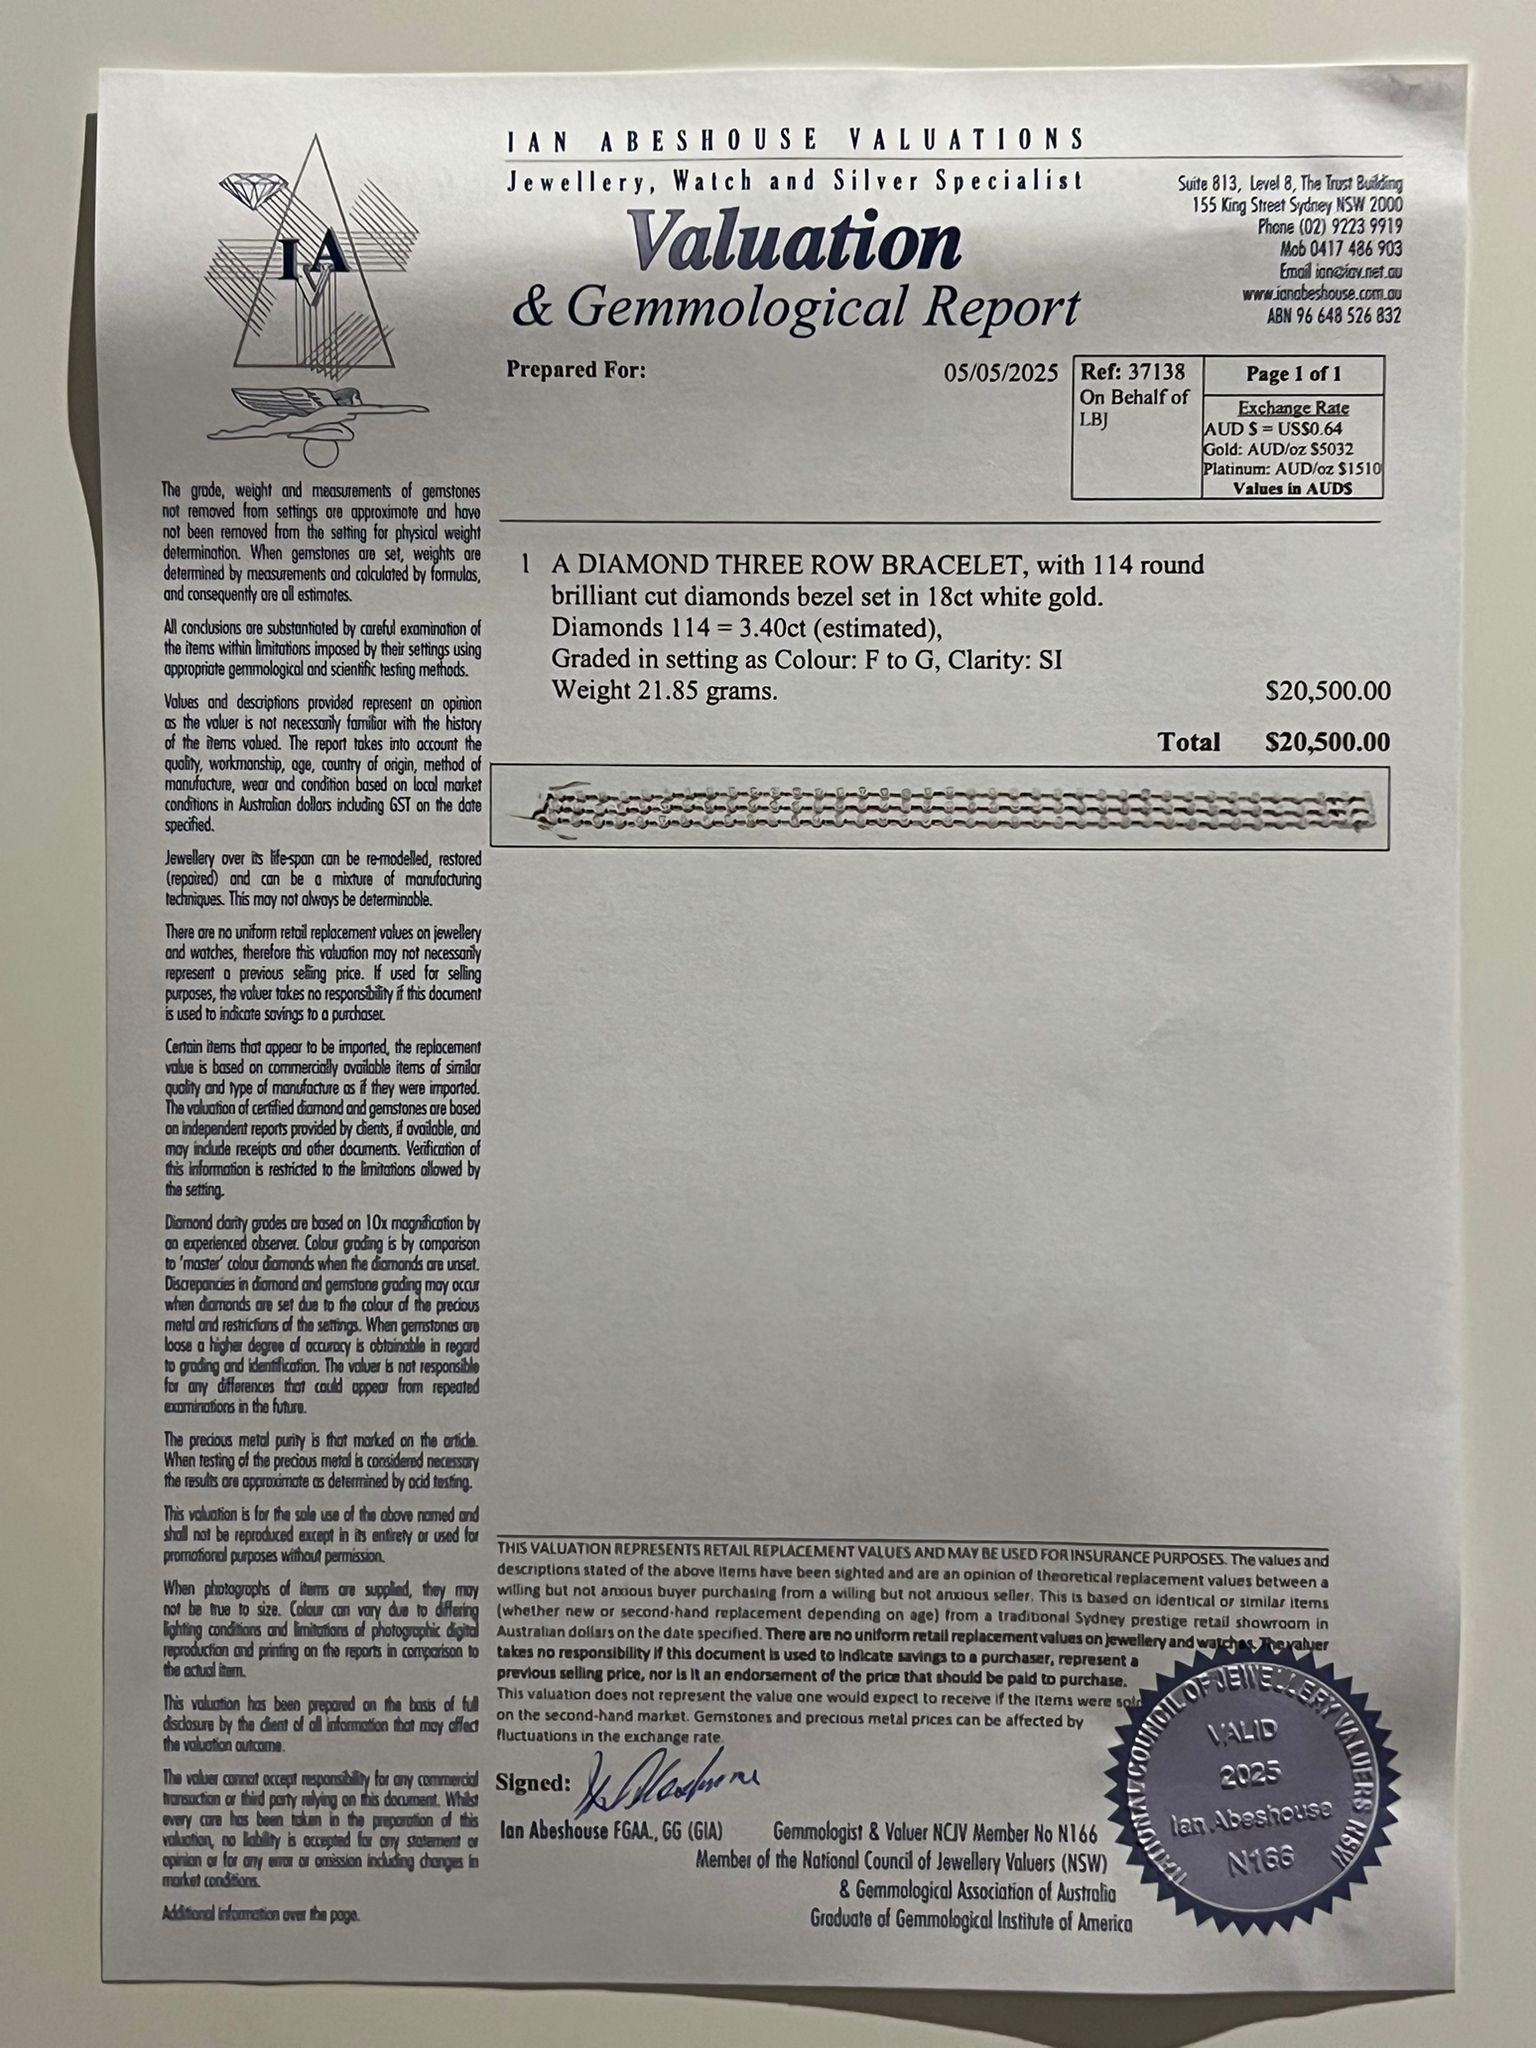 IAN ABESHOUSE VALUATIONS
Jewellery, Watch and Silver Specialist
Valuation
& Gemmological Report
Suite 813, Level 8, The Trust Building
155 King Street Sydney NSW 2000
Phone (02) 9223 9919
Mob 0417 486 903
Email ian@iav.net.au
www.ianabeshouse.com.au
ABN 96 648 526 832
IVA
Prepared For:
05/05/2025
Ref: 37138
On Behalf of
LBJ
Page 1 of 1
Exchange Rate
AUD $ = US$0.64
Gold: AUD/oz $5032
Platinum: AUD/oz $1510
Values in AUD$
The grade, weight and measurements of gemstones
not removed from settings are approximate and have
not been removed from the setting for physical weight
determination. When gemstones are set, weights are
determined by measurements and calculated by formulas,
and consequently are all estimates.
All conclusions are substantiated by careful examination of
the items within limitations imposed by their settings using
appropriate gemmological and scientific testing methods.
Values and descriptions provided represent an opinion
as the valuer is not necessarily familiar with the history
of the items valued. The report takes into account the
quality, workmanship, age, country of origin, method of
manufacture, wear and condition based on local market
conditions in Australian dollars including GST on the date
specified.
Jewellery over its life-span can be re-modelled, restored
(repaired) and can be a mixture of manufacturing
techniques. This may not always be determinable.
There are no uniform retail replacement values on jewellery
and watches, therefore this valuation may not necessarily
represent a previous selling price. If used for selling
purposes, the valuer takes no responsibility if this document
is used to indicate savings to a purchaser.
Certain items that appear to be imported, the replacement
value is based on commercially available items of similar
quality and type of manufacture as if they were imported.
The valuation of certified diamond and gemstones are based
on independent reports provided by clients, if available, and
may include receipts and other documents. Verification of
this information is restricted to the limitations allowed by
the setting.
Diamond clarity grades are based on 10x magnification by
an experienced observer. Colour grading is by comparison
to 'master' colour diamonds when the diamonds are unset.
Discrepancies in diamond and gemstone grading may occur
when diamonds are set due to the colour of the precious
metal and restrictions of the settings. When gemstones are
loose a higher degree of accuracy is obtainable in regard
to grading and identification. The valuer is not responsible
for any differences that could appear from repeated
examinations in the future.
The precious metal purity is that marked on the article.
When testing of the precious metal is considered necessary
the results are approximate as determined by acid testing.
This valuation is for the sole use of the above named and
shall not be reproduced except in its entirety or used for
promotional purposes without permission.
When photographs of items are supplied, they may
not be true to size. Colour can vary due to differing
lighting conditions and limitations of photographic digital
reproduction and printing on the reports in comparison to
the actual item.
This valuation has been prepared on the basis of full
disclosure by the client of all information that may affect
the valuation outcome.
The valuer cannot accept responsibility for any commercial
transaction or third party relying on this document. Whilst
every care has been taken in the preparation of this
valuation, no liability is accepted for any statement or
opinion or for any error or omission including changes in
market conditions.
Additional information over the page.
1 A DIAMOND THREE ROW BRACELET, with 114 round
brilliant cut diamonds bezel set in 18ct white gold.
Diamonds 114 = 3.40ct (estimated),
Graded in setting as Colour: F to G, Clarity: SI
Weight 21.85 grams. $20,500.00
Total $20,500.00
THIS VALUATION REPRESENTS RETAIL REPLACEMENT VALUES AND MAY BE USED FOR INSURANCE PURPOSES. The values and
descriptions stated of the above items have been sighted and are an opinion of theoretical replacement values between a
willing but not anxious buyer purchasing from a willing but not anxious seller. This is based on identical or similar items
(whether new or second-hand replacement depending on age) from a traditional Sydney prestige retail showroom in
Australian dollars on the date specified. There are no uniform retail replacement values on jewellery and watches. The valuer
takes no responsibility if this document is used to indicate savings to a purchaser, represent a
previous selling price, nor is it an endorsement of the price that should be paid to purchase.
This valuation does not represent the value one would expect to receive if the items were sold
on the second-hand market. Gemstones and precious metal prices can be affected by
fluctuations in the exchange rate.
Signed:
Ian Abeshouse FGAA., GG (GIA)
Gemmologist & Valuer NCJV Member No N166
Member of the National Council of Jewellery Valuers (NSW)
& Gemmological Association of Australia
Graduate of Gemmological Institute of America
NATIONAL COUNCIL OF JEWELLERY VALUERS NSW
VALID
2025
Ian Abeshouse
N166